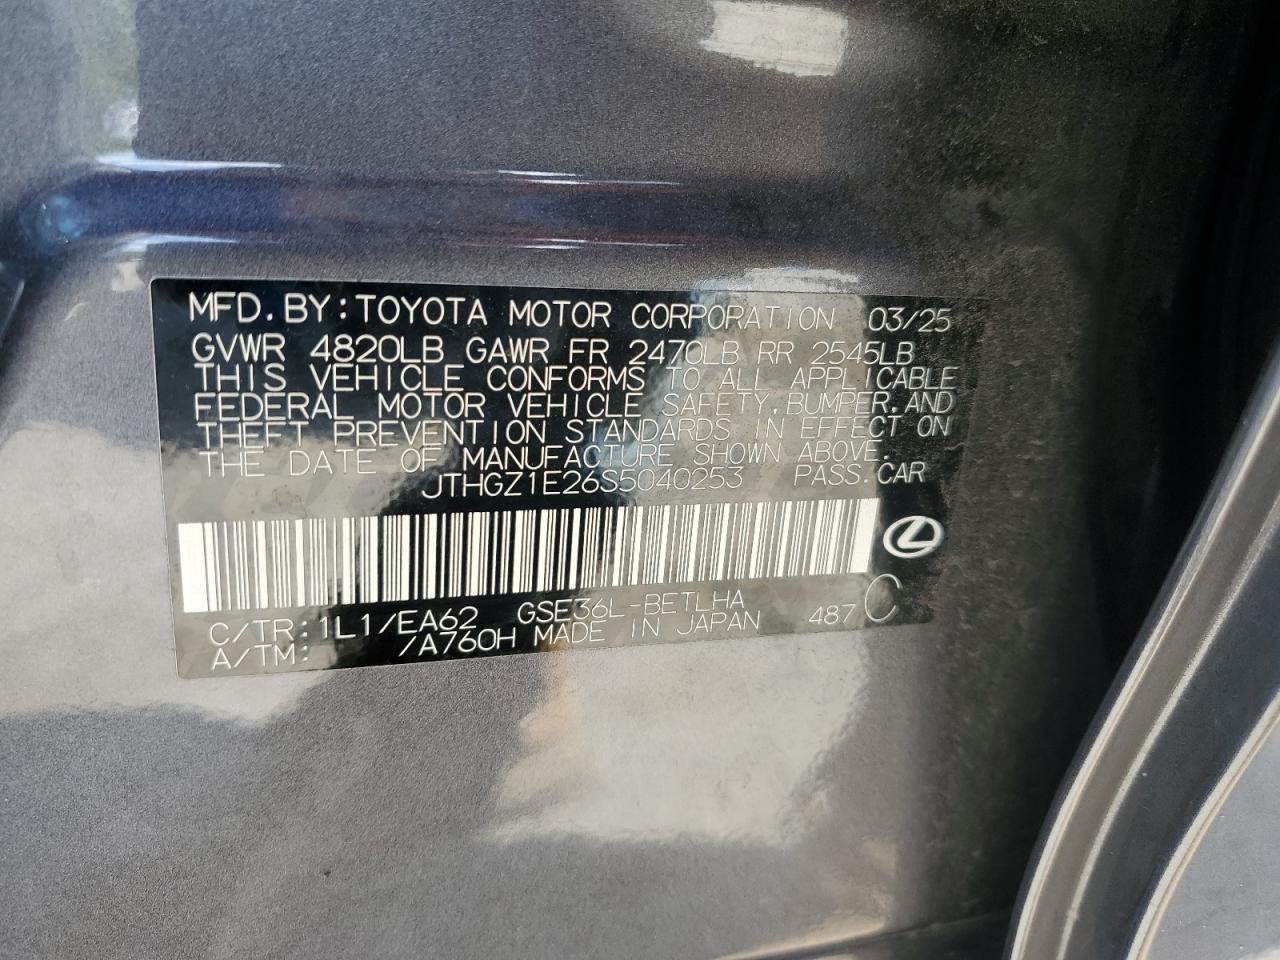 MFD. BY: TOYOTA MOTOR CORPORATION 03/25
GVWR 4820LB GAWR FR 2470LB RR 2545LB
THIS VEHICLE CONFORMS TO ALL APPLICABLE
FEDERAL MOTOR VEHICLE SAFETY, BUMPER, AND
THEFT PREVENTION STANDARDS IN EFFECT ON
THE DATE OF MANUFACTURE SHOWN ABOVE.
JTHGZ1E26S5040253 PASS. CAR
C/TR: 1L1/EA62 GSE36L-BETLHA
A/TM: /A760H MADE IN JAPAN 487 C